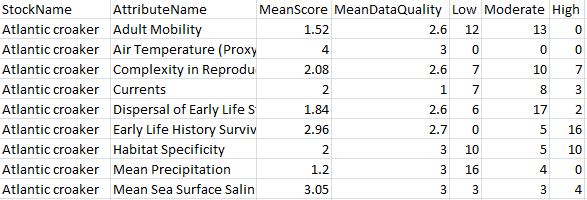 StockName AttributeName MeanScore MeanDataQuality Low Moderate High
Atlantic croaker Adult Mobility 1.52 2.6 12 13 0
Atlantic croaker Air Temperature (Proxy 4 3 0 0 0
Atlantic croaker Complexity in Reprodu 2.08 2.6 7 10 7
Atlantic croaker Currents 2 1 7 8 3
Atlantic croaker Dispersal of Early Life S 1.84 2.6 6 17 2
Atlantic croaker Early Life History Surviv 2.96 2.7 0 5 16
Atlantic croaker Habitat Specificity 2 3 10 5 10
Atlantic croaker Mean Precipitation 1.2 3 16 4 0
Atlantic croaker Mean Sea Surface Salin 3.05 3 3 3 4